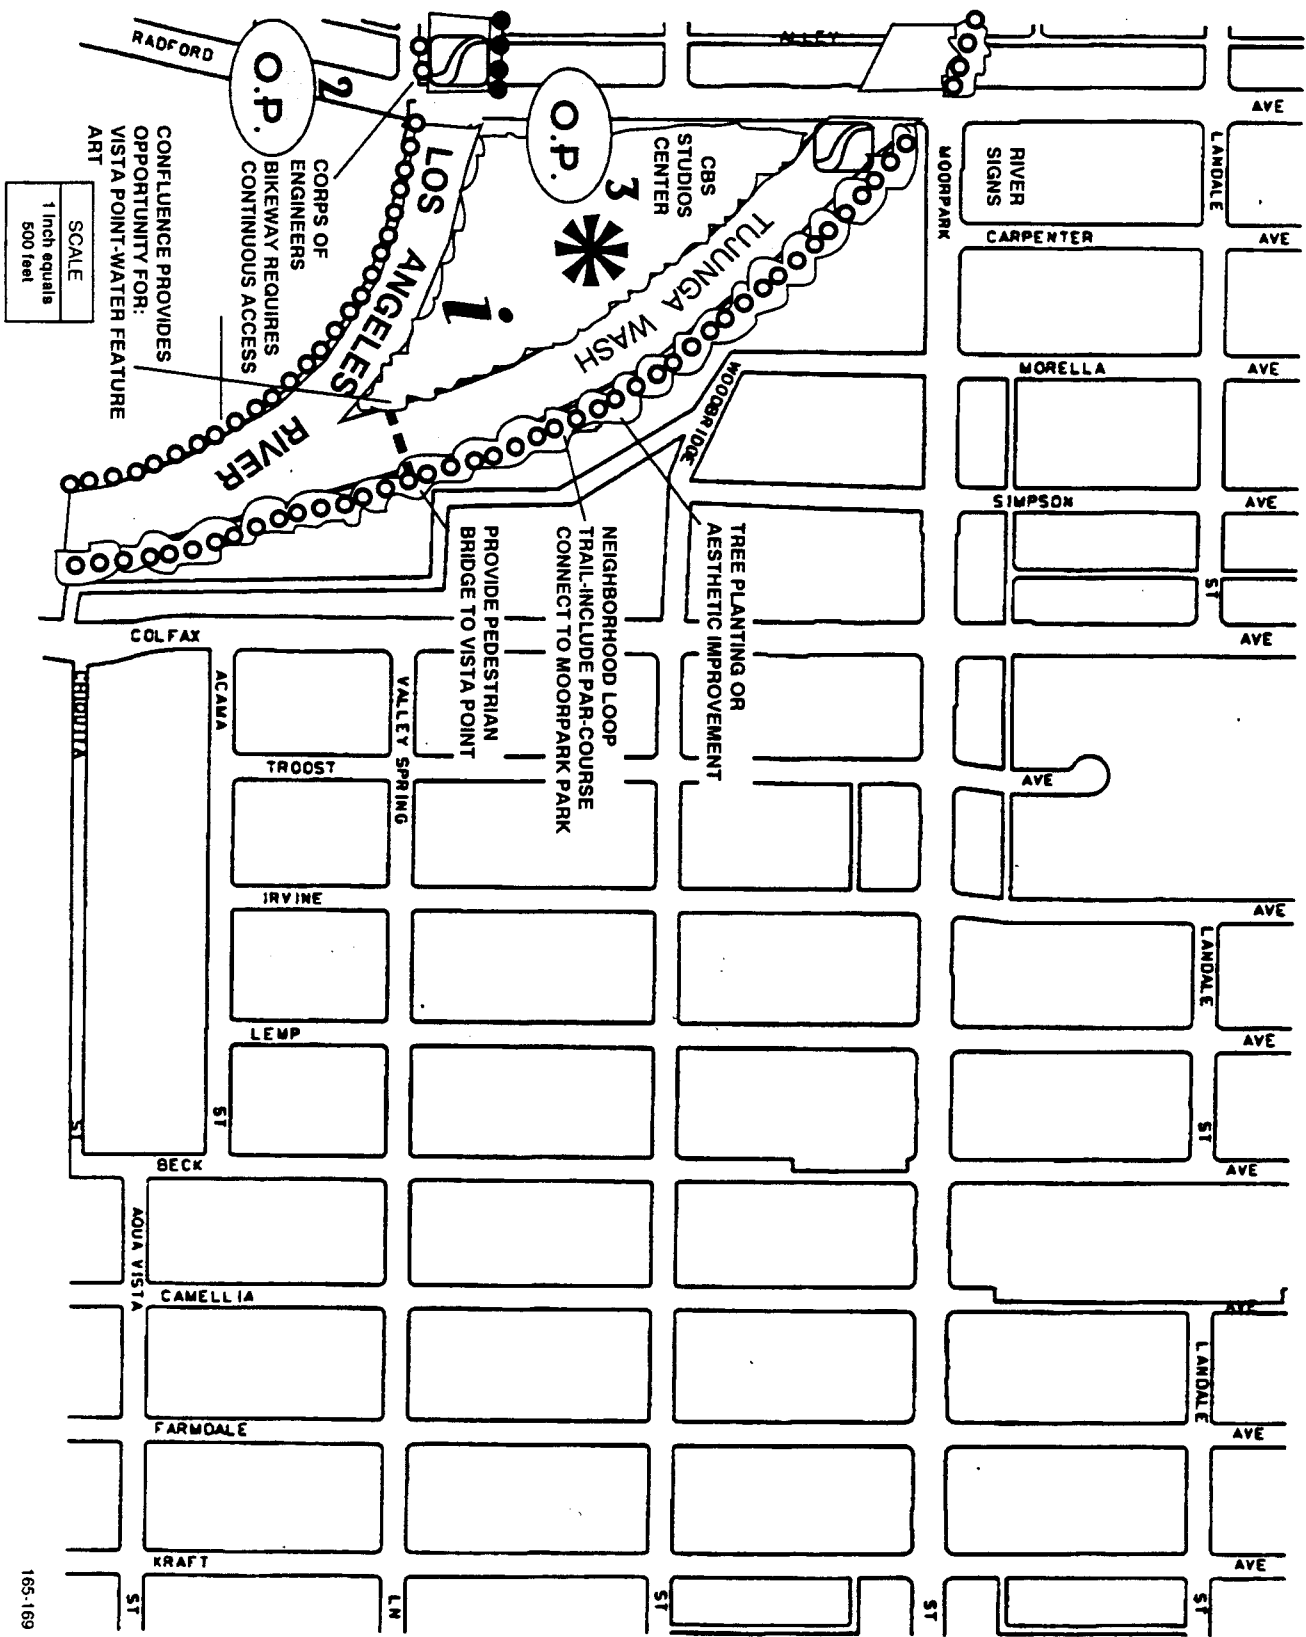 ALLEY
RADFORD
O.P.
2
O.P.
3
CBS
STUDIOS
CENTER
RIVER
SIGNS
MOORPARK
CARPENTER
LANDALE
AVE
AVE
LOS ANGELES RIVER
TUJUNGA WASH
i
CORPS OF
ENGINEERS
BIKEWAY REQUIRES
CONTINUOUS ACCESS
CONFLUENCE PROVIDES
OPPORTUNITY FOR:
VISTA POINT-WATER FEATURE
ART
SCALE
1 Inch equals
500 feet
WOODBRIDGE
MORELLA
AVE
SIMPSON
AVE
ST
AVE
TREE PLANTING OR
AESTHETIC IMPROVEMENT
NEIGHBORHOOD LOOP
TRAIL-INCLUDE PAR-COURSE
CONNECT TO MOORPARK PARK
PROVIDE PEDESTRIAN
BRIDGE TO VISTA POINT
COLFAX
CHIQUITA
ACAMA
VALLEY SPRING
TROOST
AVE
IRVINE
AVE
LANDALE
LEMP
AVE
ST
ST
ST
BECK
AVE
AQUA VISTA
CAMELLIA
AVE
LANDALE
FARMDALE
AVE
KRAFT
AVE
ST
LN
ST
ST
ST
165-169